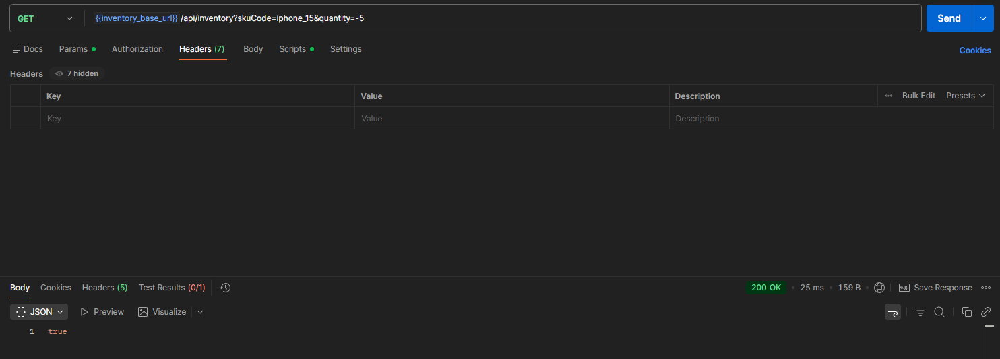 GET {{inventory_base_url}} /api/inventory?skuCode=iphone_15&quantity=-5 Send
Docs Params Authorization Headers (7) Body Scripts Settings Cookies
Headers 7 hidden
Key Value Description Bulk Edit Presets
Key Value Description
Body Cookies Headers (5) Test Results (0/1) 200 OK 25 ms 159 B e.g. Save Response
{} JSON Preview Visualize
1 true